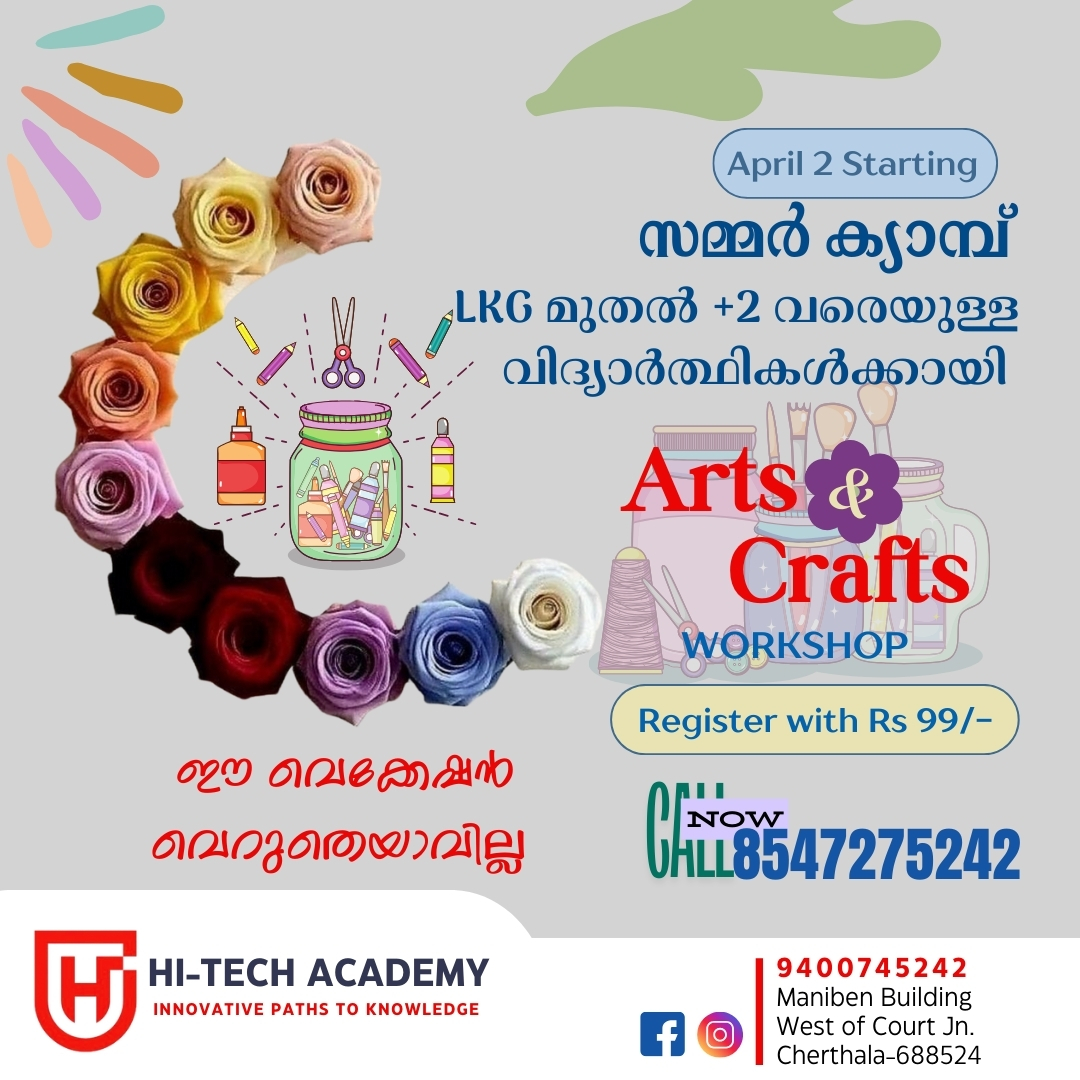 April 2 Starting
സമ്മർ ക്യാമ്പ്
LKG മുതൽ +2 വരെയുള്ള
വിദ്യാർത്ഥികൾക്കായി
Arts &
Crafts
WORKSHOP
Register with Rs 99/-
ഈ വെക്കേഷൻ
വെറുതെയാവില്ല
CALL NOW 8547275242
HI-TECH ACADEMY
INNOVATIVE PATHS TO KNOWLEDGE
9400745242
Maniben Building
West of Court Jn.
Cherthala-688524